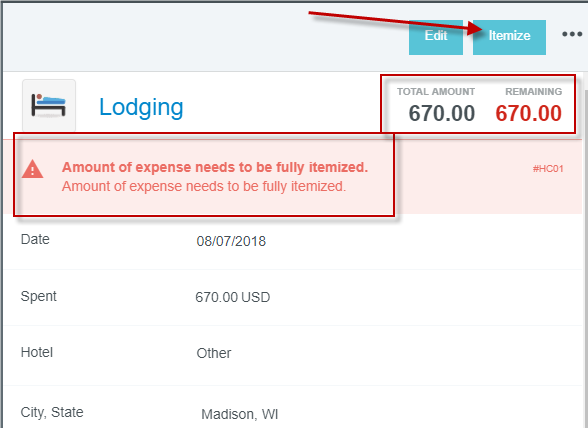 Edit Itemize •••
Lodging
TOTAL AMOUNT REMAINING
670.00 670.00
Amount of expense needs to be fully itemized.
Amount of expense needs to be fully itemized.
#HC01
Date 08/07/2018
Spent 670.00 USD
Hotel Other
City, State Madison, WI